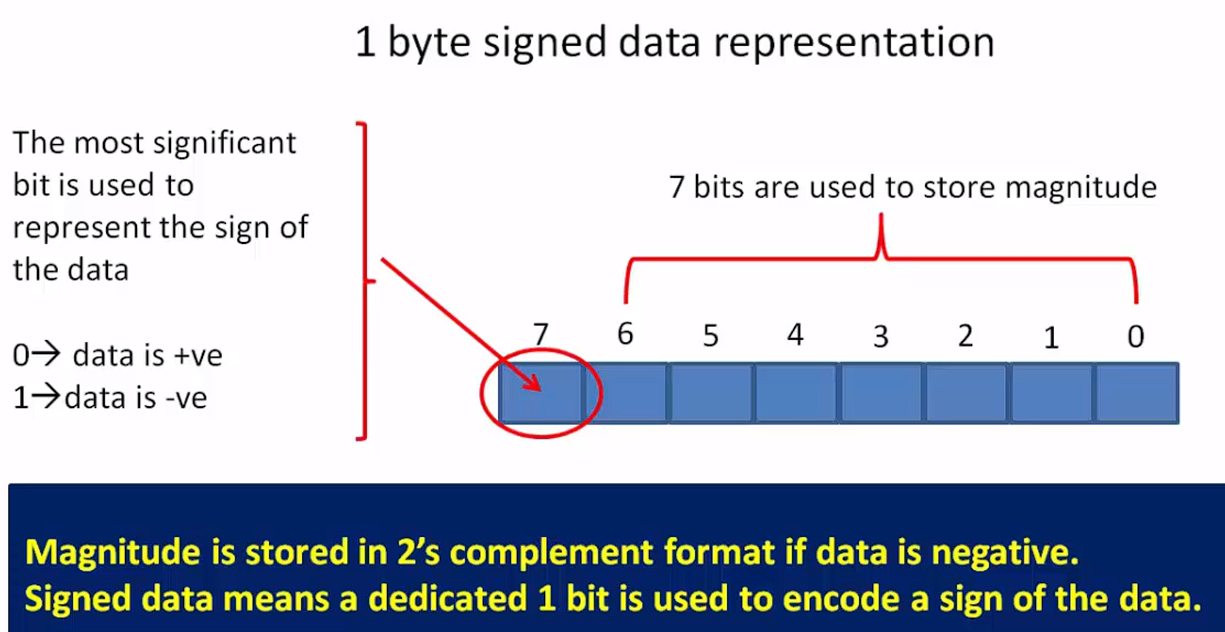 1 byte signed data representation
The most significant
bit is used to
represent the sign of
the data
0→ data is +ve
1→data is -ve
7 bits are used to store magnitude
7 6 5 4 3 2 1 0
Magnitude is stored in 2’s complement format if data is negative.
Signed data means a dedicated 1 bit is used to encode a sign of the data.